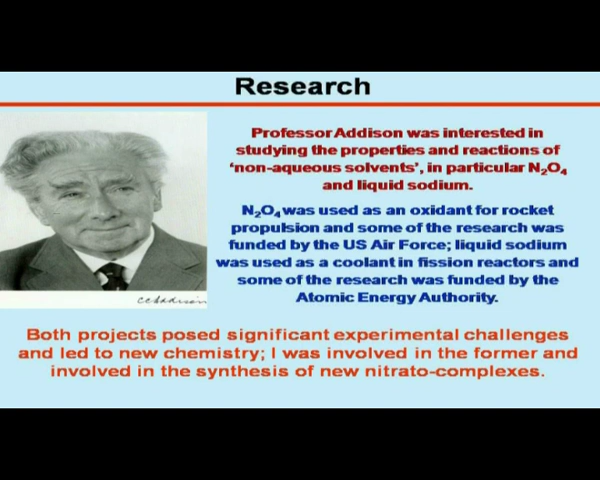 Research
Professor Addison was interested in
studying the properties and reactions of
‘non-aqueous solvents’, in particular N₂O₄
and liquid sodium.
N₂O₄ was used as an oxidant for rocket
propulsion and some of the research was
funded by the US Air Force; liquid sodium
was used as a coolant in fission reactors and
some of the research was funded by the
Atomic Energy Authority.
CCAddison
Both projects posed significant experimental challenges
and led to new chemistry; I was involved in the former and
involved in the synthesis of new nitrato-complexes.